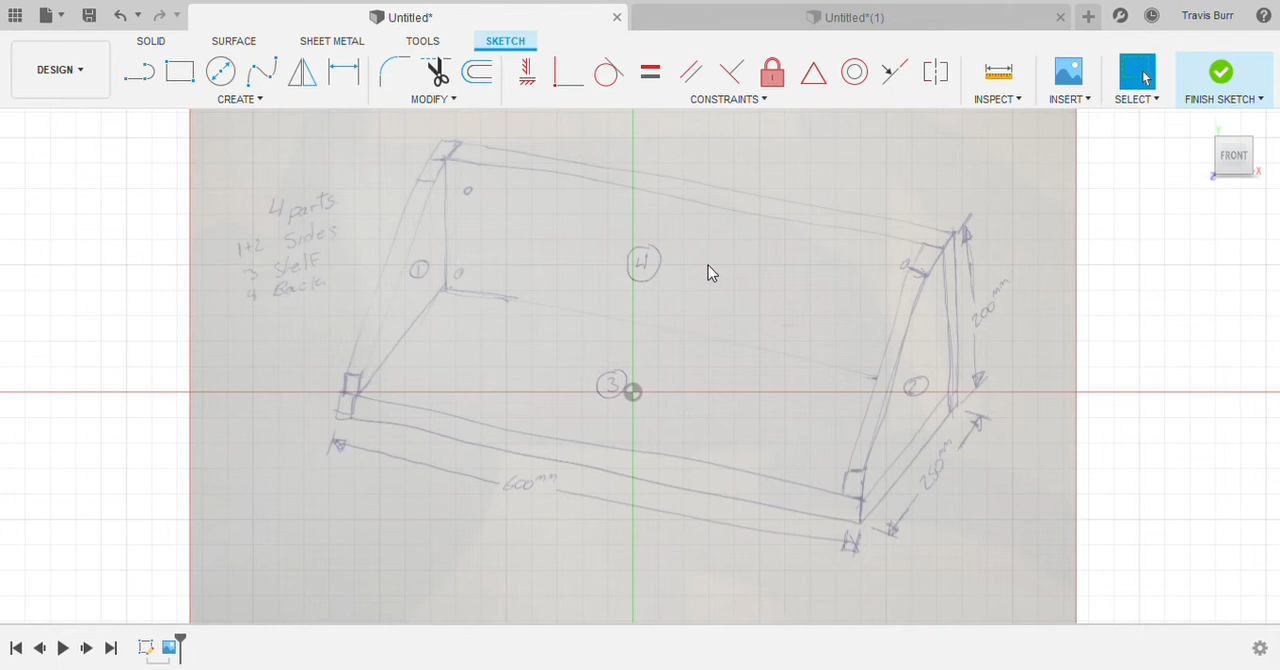 Untitled*
Untitled*(1)
Travis Burr
DESIGN
SOLID
SURFACE
SHEET METAL
TOOLS
SKETCH
CREATE
MODIFY
CONSTRAINTS
INSPECT
INSERT
SELECT
FINISH SKETCH
Y
FRONT
X
Z
4 parts
1+2 Sides
3 Shelf
4 Back
1
4
3
2
200mm
250mm
600mm